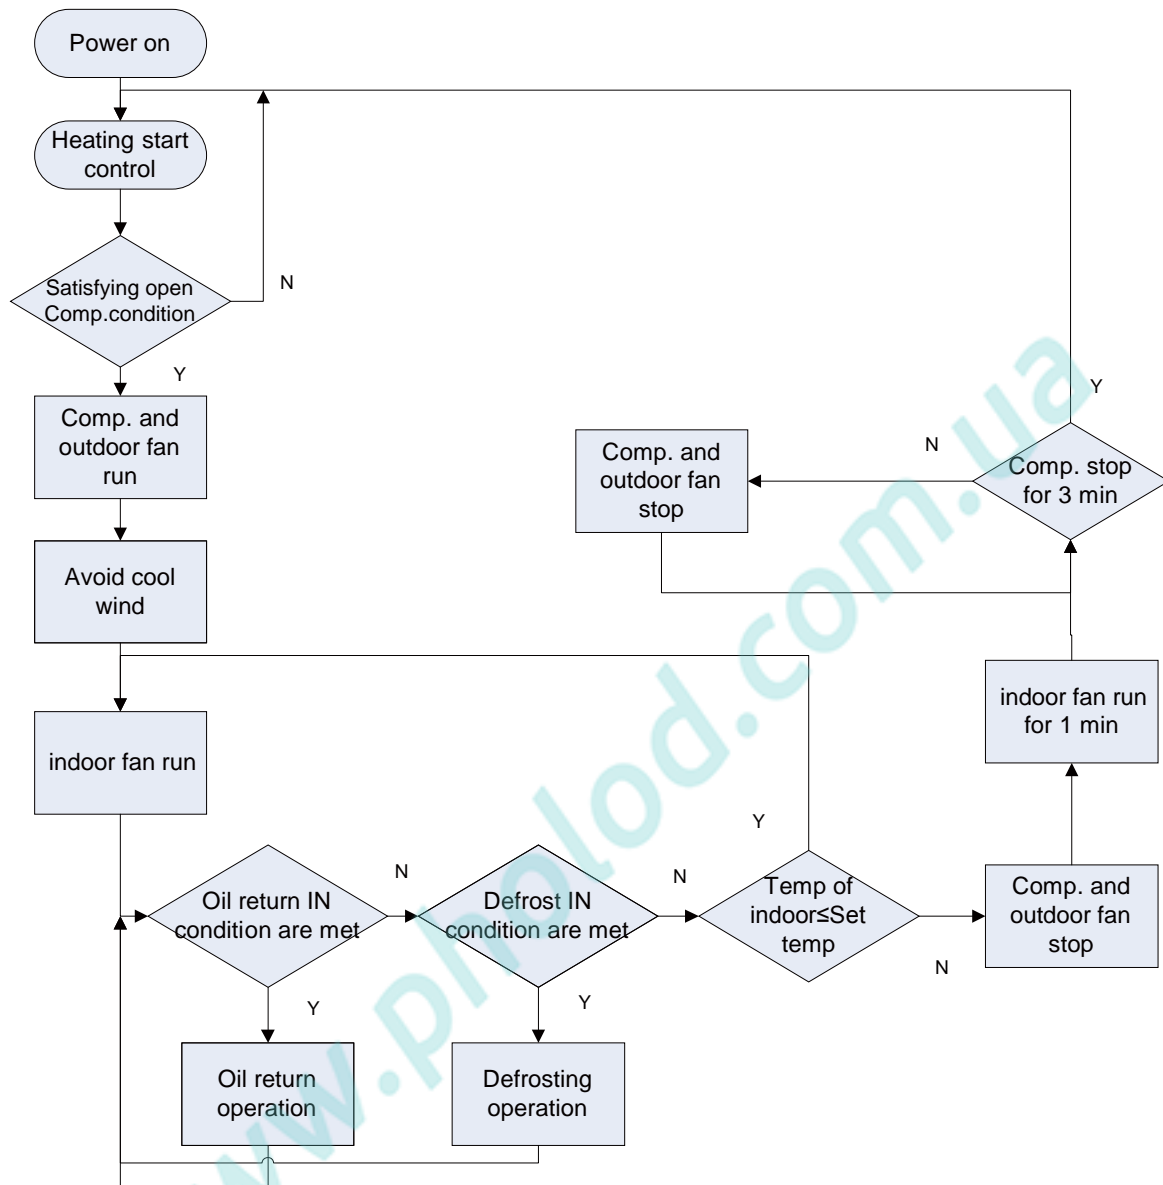 Power on
Heating start
control
Satisfying open
Comp.condition
N
Y
Comp. and
outdoor fan
run
Avoid cool
wind
indoor fan run
Oil return IN
condition are met
N
Y
Oil return
operation
Defrost IN
condition are met
N
Y
Defrosting
operation
Temp of
indoor≤Set
temp
Y
N
Comp. and
outdoor fan
stop
indoor fan run
for 1 min
Comp. stop
for 3 min
Y
N
Comp. and
outdoor fan
stop
www.pholod.com.ua